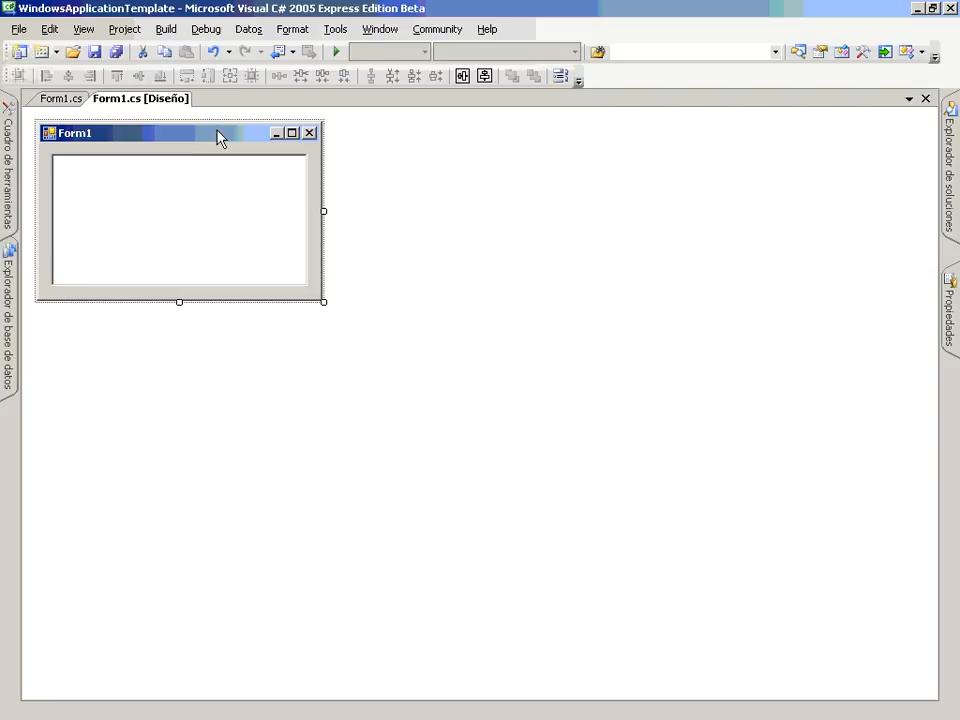 WindowsApplicationTemplate - Microsoft Visual C# 2005 Express Edition Beta
File Edit View Project Build Debug Datos Format Tools Window Community Help
Form1.cs Form1.cs [Diseño]
Form1
Cuadro de herramientas
Explorador de base de datos
Explorador de soluciones
Propiedades